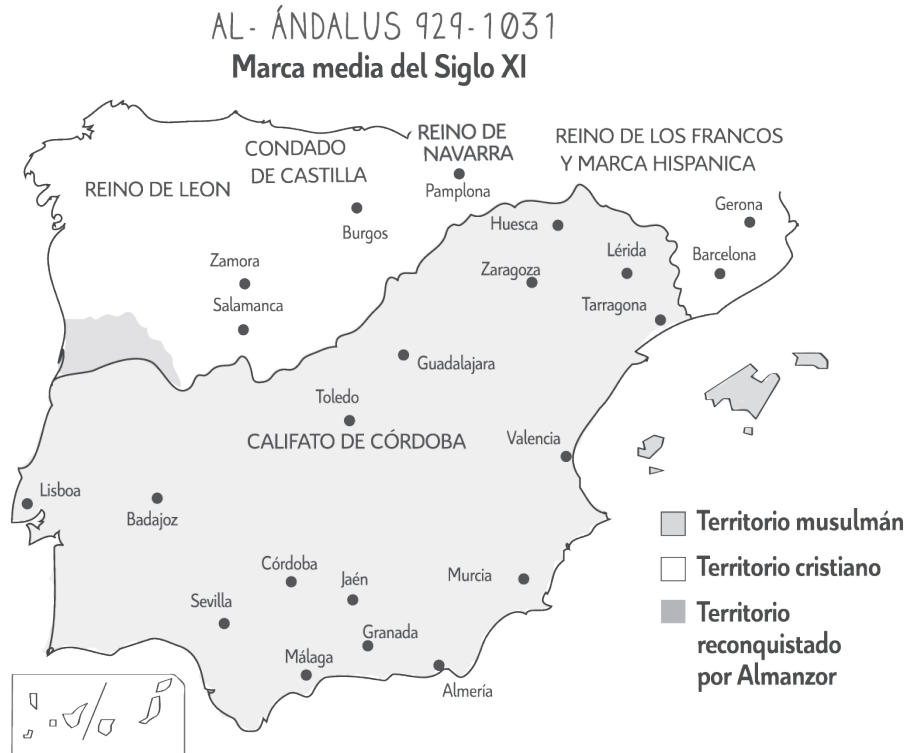 AL- ÁNDALUS 929-1031
Marca media del Siglo XI
REINO DE LEON
CONDADO
DE CASTILLA
REINO DE
NAVARRA
REINO DE LOS FRANCOS
Y MARCA HISPANICA
Pamplona
Burgos
Huesca
Gerona
Zamora
Zaragoza
Lérida
Barcelona
Salamanca
Tarragona
Guadalajara
Toledo
CALIFATO DE CÓRDOBA
Valencia
Lisboa
Badajoz
Córdoba
Jaén
Murcia
Sevilla
Granada
Málaga
Almería
Territorio musulmán
Territorio cristiano
Territorio
reconquistado
por Almanzor